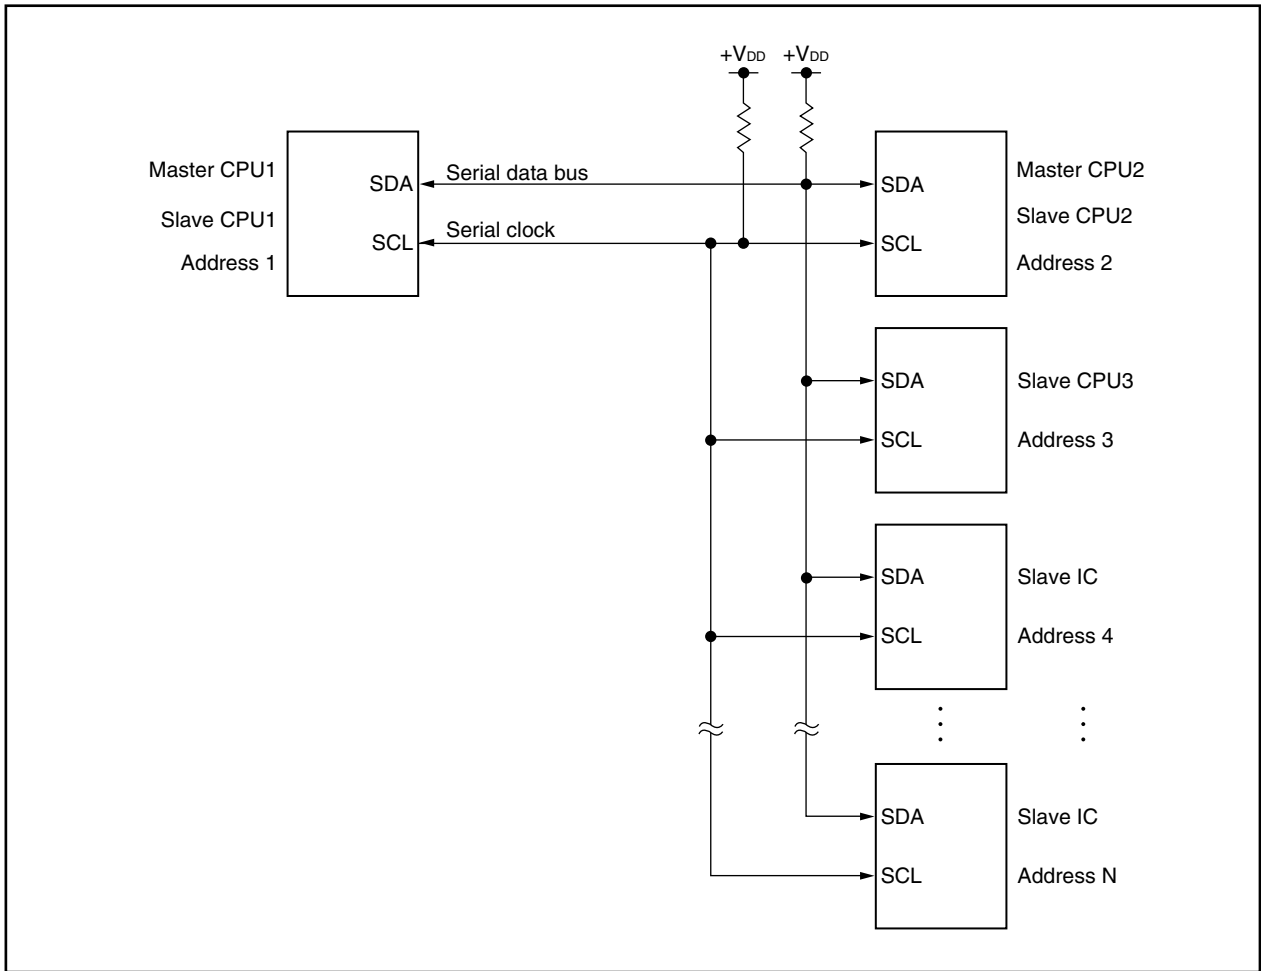 +VDD +VDD
Master CPU1
Slave CPU1
Address 1
SDA
SCL
Serial data bus
Serial clock
SDA
SCL
Master CPU2
Slave CPU2
Address 2
SDA
SCL
Slave CPU3
Address 3
SDA
SCL
Slave IC
Address 4
SDA
SCL
Slave IC
Address N